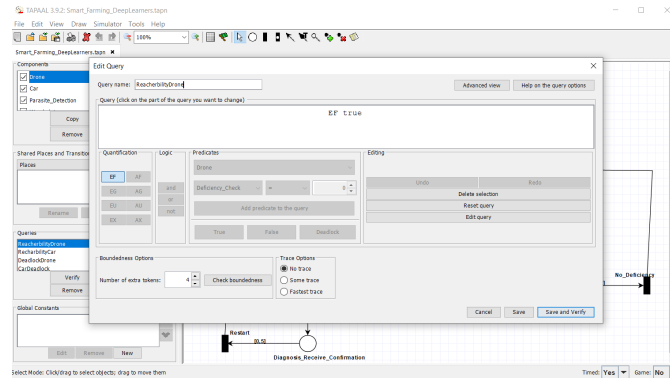 TAPAAL 3.9.2: Smart_Farming_DeepLearners.tapn
File Edit View Draw Simulator Tools Help
100%
Smart_Farming_DeepLearners.tapn
Components
Drone
Car
Parasite_Detection
Copy
Remove
Shared Places and Transitio
Places
Rename
Queries
ReacherbilityDrone
RecharbilityCar
DeadlockDrone
CarDeadlock
Verify
Remove
Global Constants
Edit Remove New
Edit Query
Query name: ReacherbilityDrone
Advanced view Help on the query options
Query (click on the part of the query you want to change)
EF true
Quantification Logic Predicates Editing
EF AF
EG AG
EU AU
EX AX
and
or
not
Drone
Deficiency_Check = 0
Add predicate to the query
True False Deadlock
Undo Redo
Delete selection
Reset query
Edit query
Boundedness Options
Number of extra tokens: 4 Check boundedness
Trace Options
No trace
Some trace
Fastest trace
Cancel Save Save and Verify
No_Deficiency
Restart
[0,5]
Diagnosis_Receive_Confirmation
Select Mode: Click/drag to select objects; drag to move them
Timed: Yes Game: No